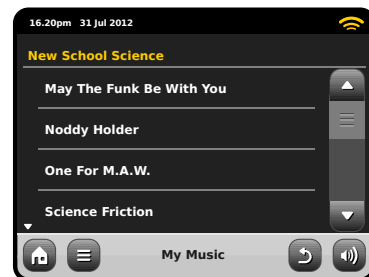 16.20pm 31 Jul 2012
New School Science
May The Funk Be With You
Noddy Holder
One For M.A.W.
Science Friction
My Music